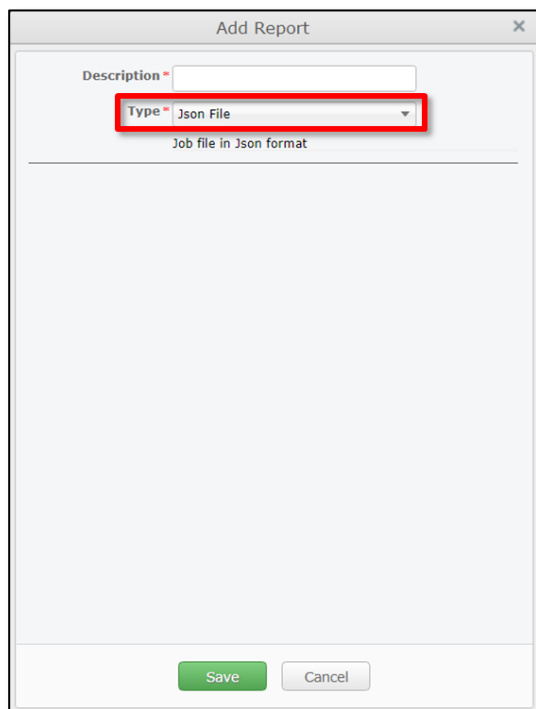 Add Report
Description *
Type * Json File
Job file in Json format
Save Cancel